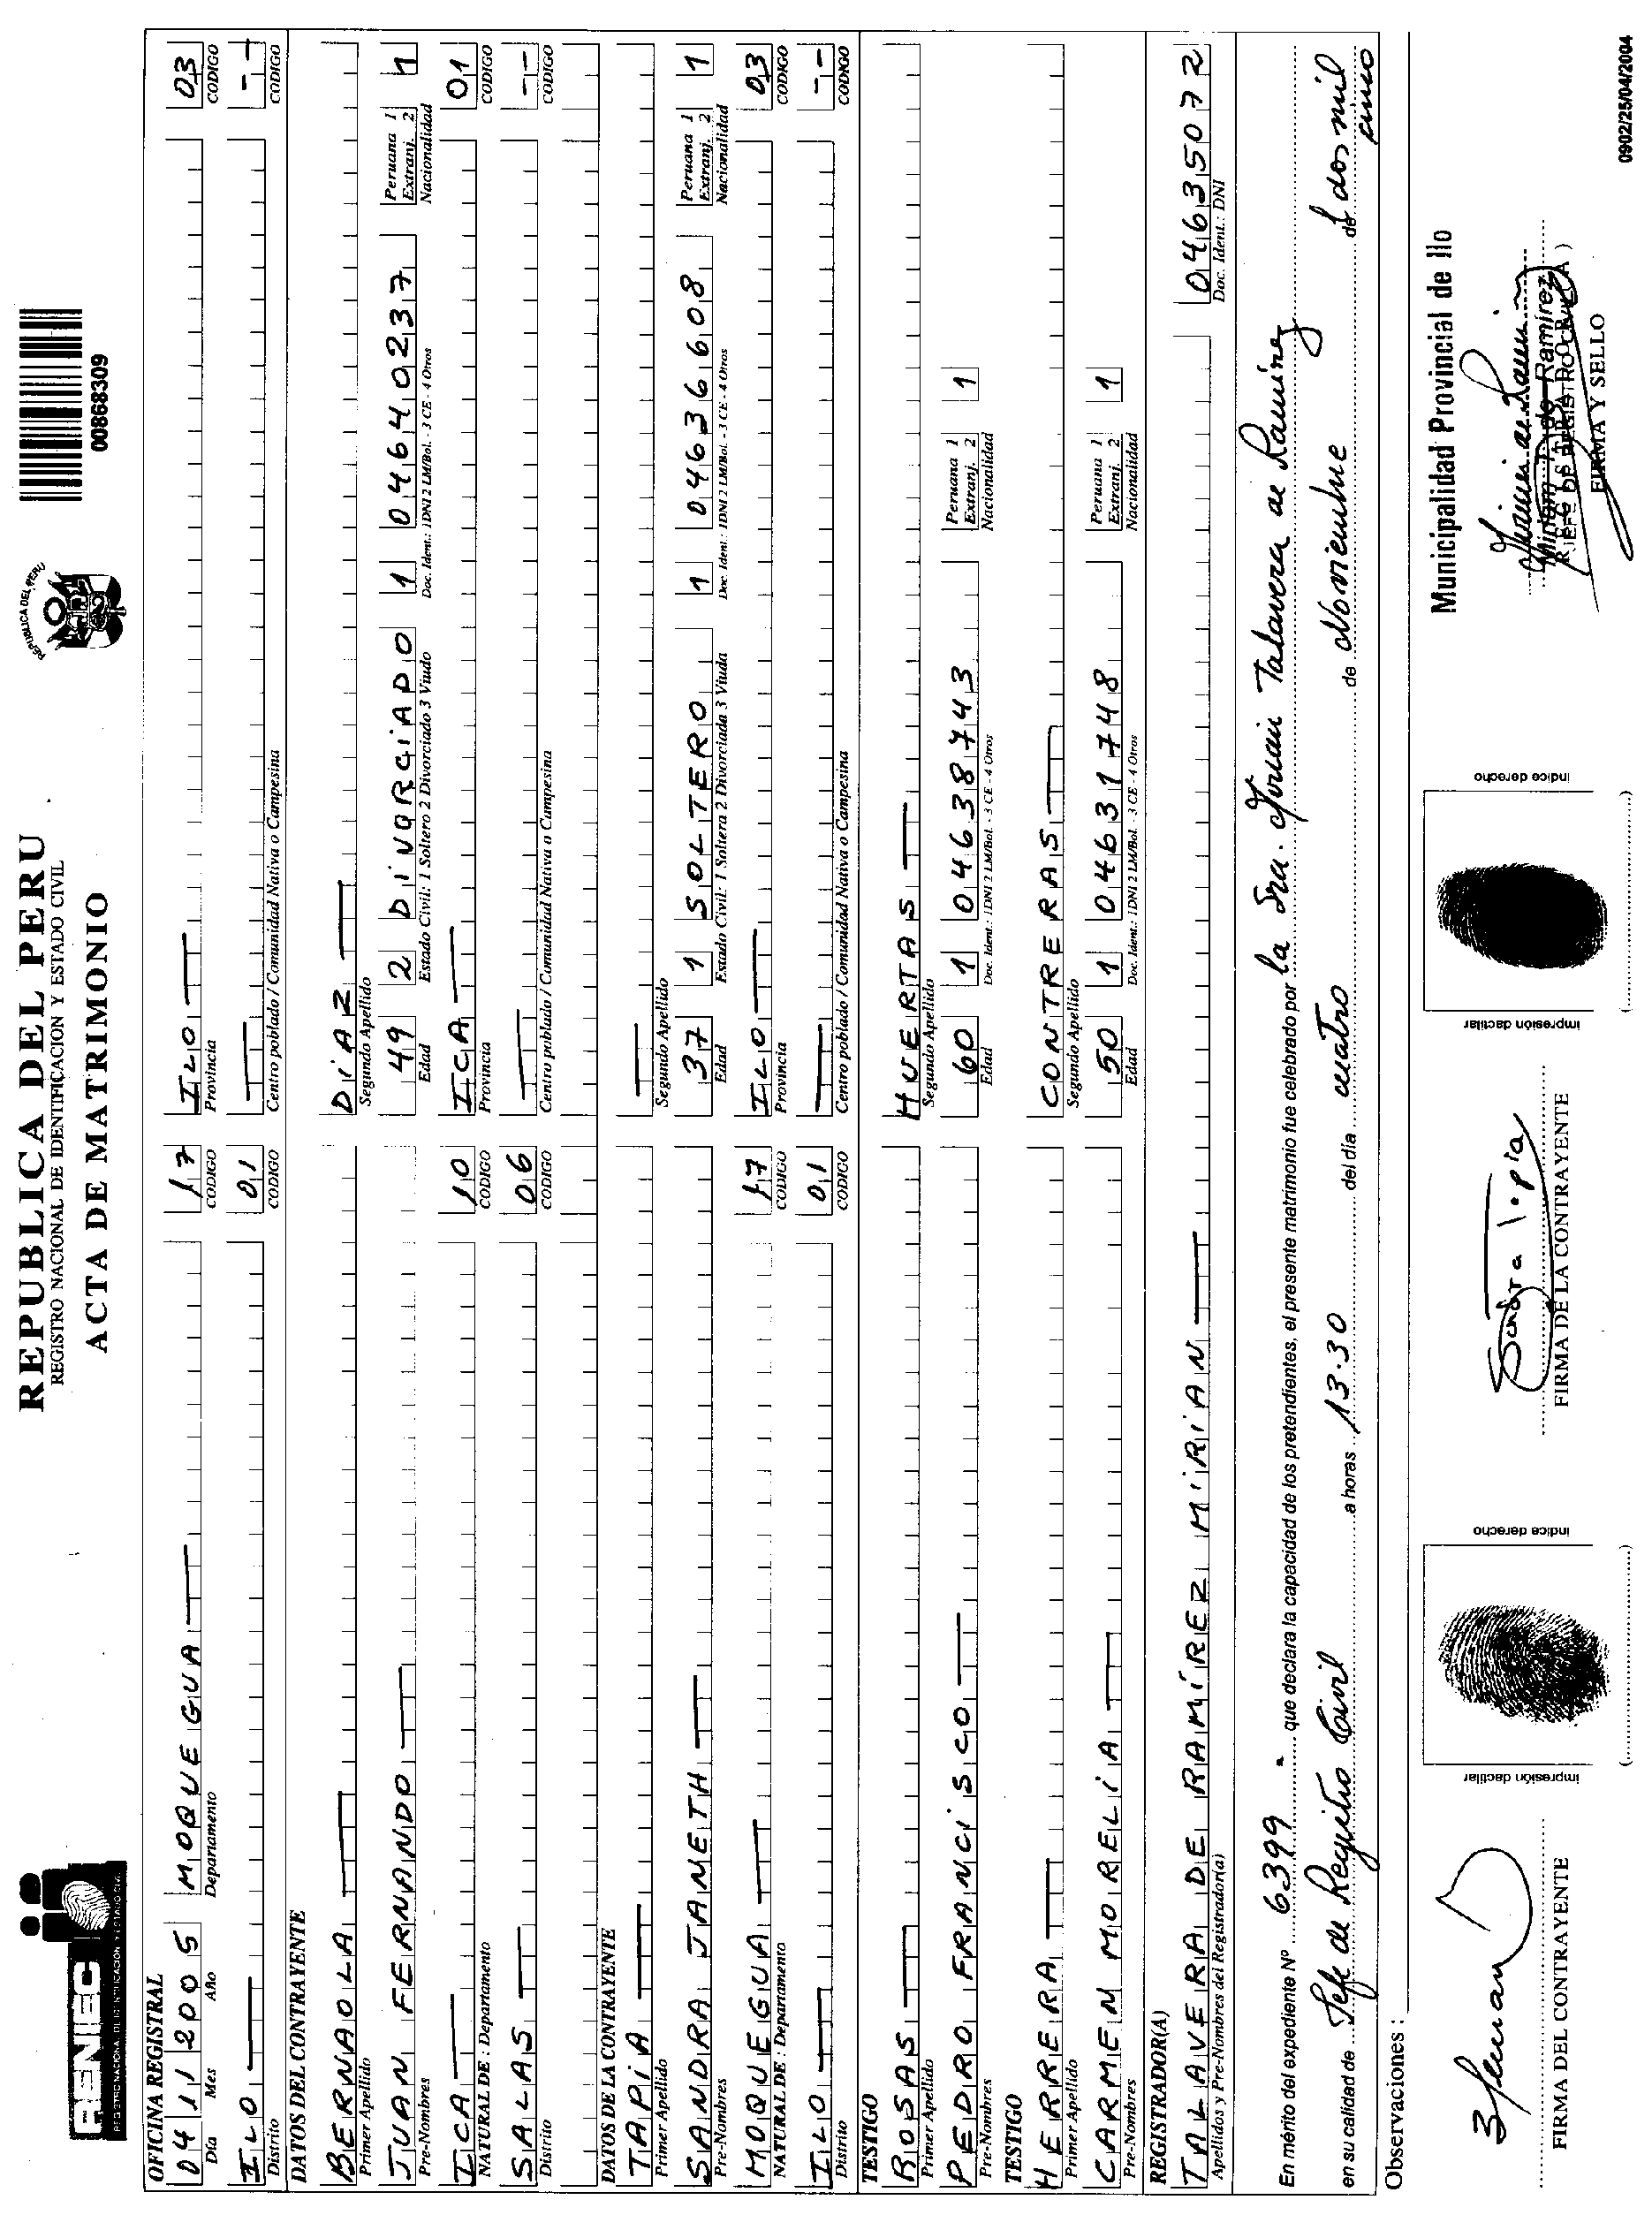 RENIEC
REGISTRO NACIONAL DE IDENTIFICACION Y ESTADO CIVIL
REPUBLICA DEL PERU
REGISTRO NACIONAL DE IDENTIFICACION Y ESTADO CIVIL
ACTA DE MATRIMONIO
REPUBLICA DEL PERU
00868309
OFICINA REGISTRAL
04 11 2005 MOQUEGUA 17 ILO 03
Día Mes Año Departamento CODIGO Provincia CODIGO
ILO 01 --
Distrito CODIGO Centro poblado / Comunidad Nativa o Campesina CODIGO
DATOS DEL CONTRAYENTE
BERNAOLA DíAZ
Primer Apellido Segundo Apellido
JUAN FERNANDO 49 2 DiVORCiADO 1 04640237 Peruana 1 Extranj. 2 1
Pre-Nombres Edad Estado Civil: 1 Soltero 2 Divorciado 3 Viudo Doc. Ident.: 1DNI 2 LM/Bol. - 3 CE - 4 Otros Nacionalidad
ICA 10 ICA 01
NATURAL DE : Departamento CODIGO Provincia CODIGO
SALAS 06 --
Distrito CODIGO Centro poblado / Comunidad Nativa o Campesina CODIGO
DATOS DE LA CONTRAYENTE
TAPiA
Primer Apellido Segundo Apellido
SANDRA JANETH 37 1 SOLTERO 1 04636608 Peruana 1 Extranj. 2 1
Pre-Nombres Edad Estado Civil: 1 Soltera 2 Divorciada 3 Viuda Doc. Ident.: 1DNI 2 LM/Bol. - 3 CE - 4 Otros Nacionalidad
MOQUEGUA 17 ILO 03
NATURAL DE : Departamento CODIGO Provincia CODIGO
ILO 01 --
Distrito CODIGO Centro poblado / Comunidad Nativa o Campesina CODIGO
TESTIGO
ROSAS HUERTAS
Primer Apellido Segundo Apellido
PEDRO FRANCiSCO 60 1 04638743 Peruana 1 Extranj. 2 1
Pre-Nombres Edad Doc. Ident.: 1DNI 2 LM/Bol. - 3 CE - 4 Otros Nacionalidad
TESTIGO
HERRERA CONTRERAS
Primer Apellido Segundo Apellido
CARMEN MORELiA 50 1 04631748 Peruana 1 Extranj. 2 1
Pre-Nombres Edad Doc. Ident.: 1DNI 2 LM/Bol. - 3 CE - 4 Otros Nacionalidad
REGISTRADOR(A)
TALAVERA DE RAMíREZ MiRiAN 04635072
Apellidos y Pre-Nombres del Registrador(a) Doc. Ident.: DNI
En mérito del expediente Nº 6399 que declara la capacidad de los pretendientes, el presente matrimonio fue celebrado por la Sra. Mirian Talavera de Ramirez
en su calidad de Jefe de Registro Civil a horas 13.30 del día cuatro de Noviembre de dos mil cinco
Observaciones :
Municipalidad Provincial de Ilo
FIRMA DEL CONTRAYENTE
impresión dactilar
índice derecho
(..........)
Sandra Tapia
FIRMA DE LA CONTRAYENTE
impresión dactilar
índice derecho
(..........)
JEFE DE REGISTRO CIVIL
FIRMA Y SELLO
0902/25/04/2004